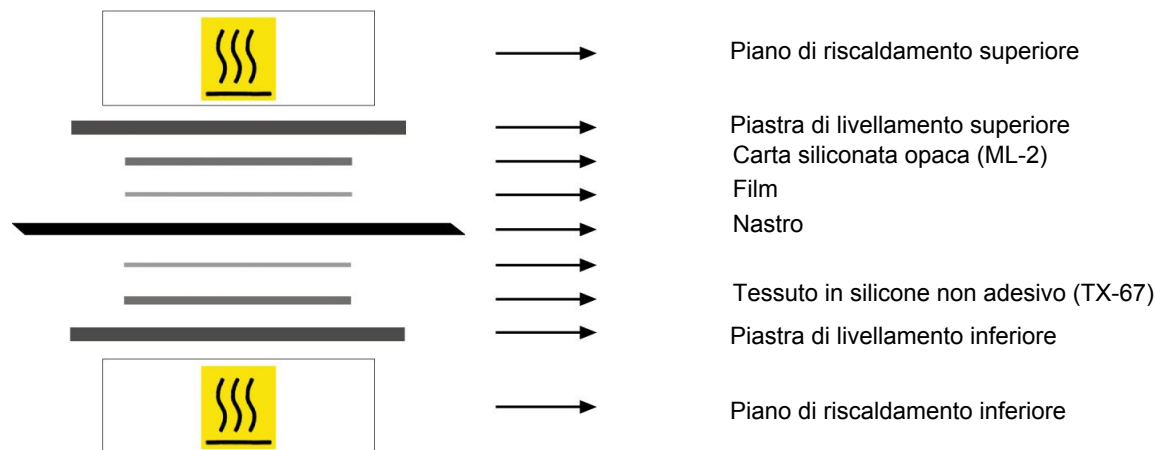 Piano di riscaldamento superiore
Piastra di livellamento superiore
Carta siliconata opaca (ML-2)
Film
Nastro
Tessuto in silicone non adesivo (TX-67)
Piastra di livellamento inferiore
Piano di riscaldamento inferiore